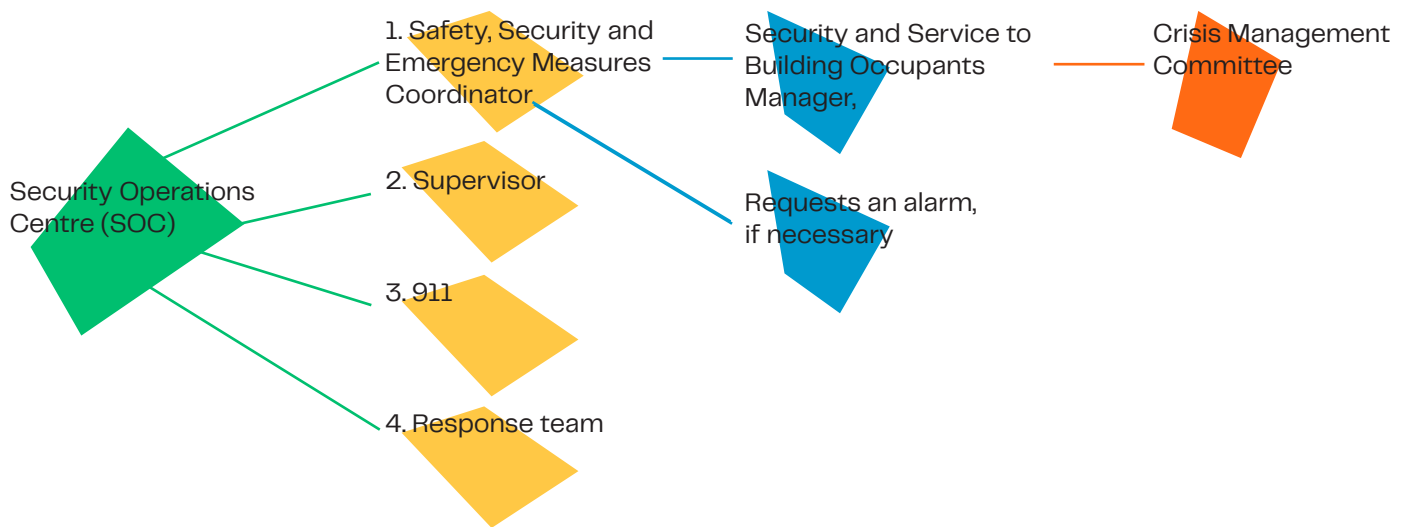 Security Operations
Centre (SOC)
1. Safety, Security and
Emergency Measures
Coordinator
2. Supervisor
3. 911
4. Response team
Security and Service to
Building Occupants
Manager,
Requests an alarm,
if necessary
Crisis Management
Committee